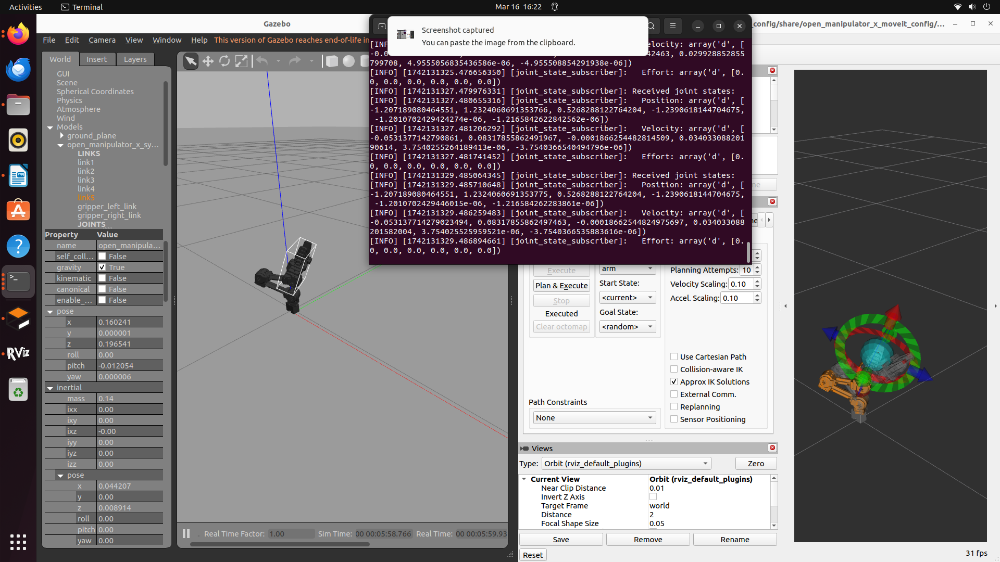 Activities
Terminal
Mar 16 16:22
Gazebo
File Edit Camera View Window Help This version of Gazebo reaches end-of-life in
World Insert Layers
GUI
Scene
Spherical Coordinates
Physics
Atmosphere
Wind
Models
ground_plane
open_manipulator_x_sy...
LINKS
link1
link2
link3
link4
link5
gripper_left_link
gripper_right_link
JOINTS
Property Value
name open_manipula...
self_coll... False
gravity True
kinematic False
canonical False
enable_... False
pose
x 0.160241
y 0.000001
z 0.196541
roll 0.00
pitch -0.012054
yaw 0.000006
inertial
mass 0.14
ixx 0.00
ixy 0.00
ixz -0.00
iyy 0.00
iyz 0.00
izz 0.00
pose
x 0.044207
y 0.00
z 0.008914
roll 0.00
pitch 0.00
yaw 0.00
Real Time Factor: 1.00 Sim Time: 00 00:05:58.766 Real Time: 00 00:05:59.93
Screenshot captured
You can paste the image from the clipboard.
[INF elocity: array('d', [
-0.0 42463, 0.029928852855
799708, 4.9555056835436586e-06, -4.955508854291938e-06])
[INFO] [1742131325.476656350] [joint_state_subscriber]: Effort: array('d', [0.
0, 0.0, 0.0, 0.0, 0.0, 0.0])
[INFO] [1742131327.479976331] [joint_state_subscriber]: Received joint states:
[INFO] [1742131327.480655316] [joint_state_subscriber]: Position: array('d', [
-1.207189080464551, 1.2324060691353766, 0.5268288122764204, -1.2390618144704675,
-1.2010702429424274e-06, -1.2165842622842562e-06])
[INFO] [1742131327.481206292] [joint_state_subscriber]: Velocity: array('d', [
-0.0531377142790861, 0.08317855862491967, -0.0001866254482814509, 0.034033088201
90614, 3.7540255264189413e-06, -3.7540366540494796e-06])
[INFO] [1742131327.481741452] [joint_state_subscriber]: Effort: array('d', [0.
0, 0.0, 0.0, 0.0, 0.0, 0.0])
[INFO] [1742131329.485064345] [joint_state_subscriber]: Received joint states:
[INFO] [1742131329.485710648] [joint_state_subscriber]: Position: array('d', [
-1.207189080464551, 1.2324060691353775, 0.5268288122764204, -1.2390618144704675,
-1.2010702429446015e-06, -1.216584262283861e-06])
[INFO] [1742131329.486259483] [joint_state_subscriber]: Velocity: array('d', [
-0.053137714279023494, 0.08317855862497463, -0.00018662544824975697, 0.034033088
201582004, 3.754025525959521e-06, -3.7540366535883616e-06])
[INFO] [1742131329.486894661] [joint_state_subscriber]: Effort: array('d', [0.
0, 0.0, 0.0, 0.0, 0.0, 0.0])
_config/share/open_manipulator_x_moveit_config/...
me
ne
Execute
Plan & Execute
Stop
Executed
Clear octomap
arm
Start State:
<current>
Goal State:
<random>
Planning Attempts: 10
Velocity Scaling: 0.10
Accel. Scaling: 0.10
Use Cartesian Path
Collision-aware IK
Approx IK Solutions
External Comm.
Replanning
Sensor Positioning
Path Constraints
None
Views
Type: Orbit (rviz_default_plugins) Zero
Current View Orbit (rviz_default_plugins)
Near Clip Distance 0.01
Invert Z Axis
Target Frame world
Distance 2
Focal Shape Size 0.05
Save Remove Rename
Reset
31 fps
RViz